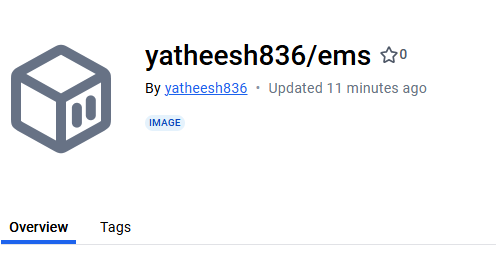 yatheesh836/ems ☆0
By yatheesh836 • Updated 11 minutes ago
IMAGE
Overview Tags